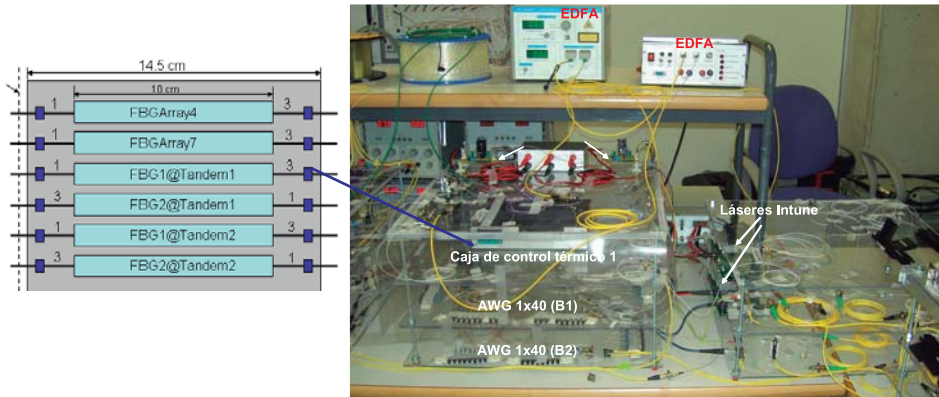 14.5 cm
10 cm
1 FBGArray4 3
1 FBGArray7 3
1 FBG1@Tandem1 3
3 FBG2@Tandem1 1
1 FBG1@Tandem2 3
3 FBG2@Tandem2 1
EDFA
EDFA
Láseres Intune
Caja de control térmico 1
AWG 1x40 (B1)
AWG 1x40 (B2)